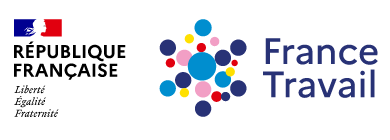 RÉPUBLIQUE
FRANÇAISE
Liberté
Égalité
Fraternité
France
Travail